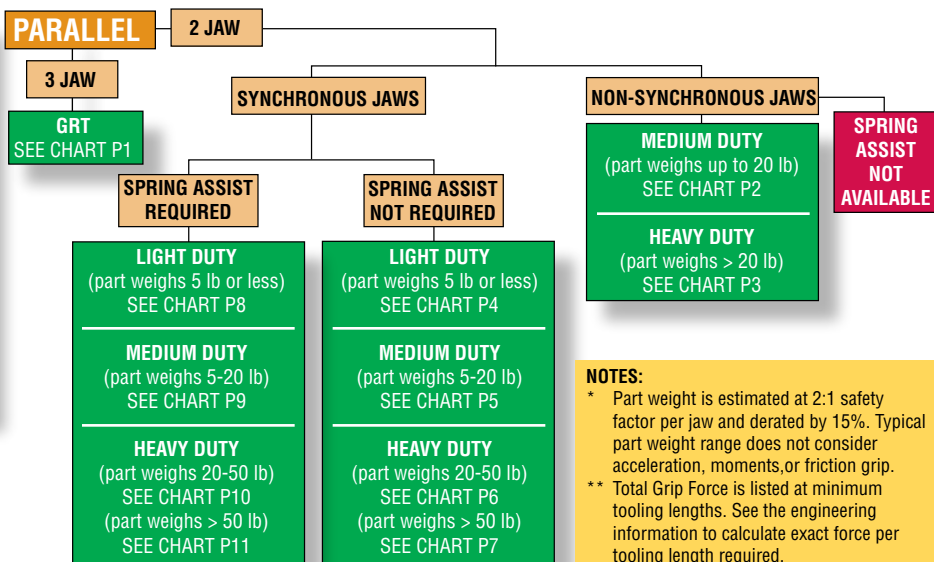 PARALLEL
2 JAW
3 JAW
GRT
SEE CHART P1
SYNCHRONOUS JAWS
NON-SYNCHRONOUS JAWS
SPRING
ASSIST
NOT
AVAILABLE
MEDIUM DUTY
(part weighs up to 20 lb)
SEE CHART P2
HEAVY DUTY
(part weighs > 20 lb)
SEE CHART P3
SPRING ASSIST
REQUIRED
LIGHT DUTY
(part weighs 5 lb or less)
SEE CHART P8
MEDIUM DUTY
(part weighs 5-20 lb)
SEE CHART P9
HEAVY DUTY
(part weighs 20-50 lb)
SEE CHART P10
(part weighs > 50 lb)
SEE CHART P11
SPRING ASSIST
NOT REQUIRED
LIGHT DUTY
(part weighs 5 lb or less)
SEE CHART P4
MEDIUM DUTY
(part weighs 5-20 lb)
SEE CHART P5
HEAVY DUTY
(part weighs 20-50 lb)
SEE CHART P6
(part weighs > 50 lb)
SEE CHART P7
NOTES:
* Part weight is estimated at 2:1 safety
factor per jaw and derated by 15%. Typical
part weight range does not consider
acceleration, moments,or friction grip.
** Total Grip Force is listed at minimum
tooling lengths. See the engineering
information to calculate exact force per
tooling length required.